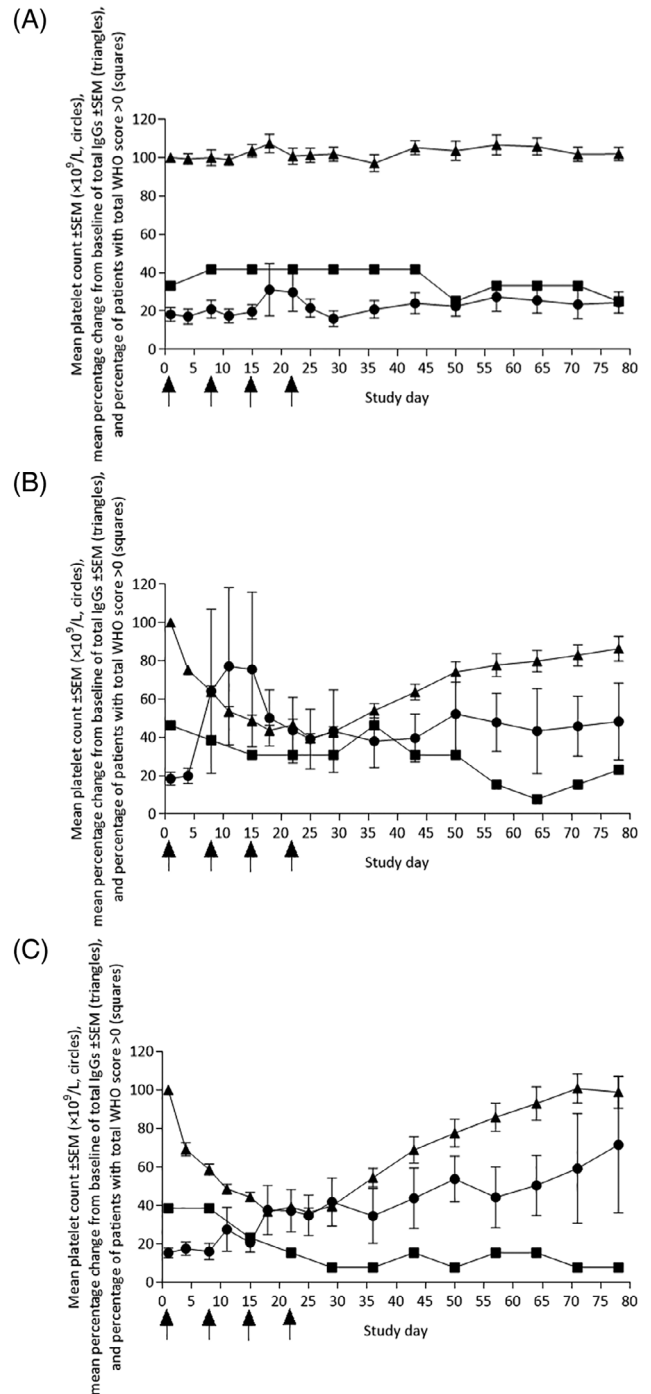 (A)
Mean platelet count ±SEM (×10⁹/L, circles),
mean percentage change from baseline of total IgGs ±SEM (triangles),
and percentage of patients with total WHO score >0 (squares)
120
100
80
60
40
20
0
0 5 10 15 20 25 30 35 40 45 50 55 60 65 70 75 80
Study day
(B)
Mean platelet count ±SEM (×10⁹/L, circles),
mean percentage change from baseline of total IgGs ±SEM (triangles),
and percentage of patients with total WHO score >0 (squares)
120
100
80
60
40
20
0
0 5 10 15 20 25 30 35 40 45 50 55 60 65 70 75 80
Study day
(C)
Mean platelet count ±SEM (×10⁹/L, circles),
mean percentage change from baseline of total IgGs ±SEM (triangles),
and percentage of patients with total WHO score >0 (squares)
120
100
80
60
40
20
0
0 5 10 15 20 25 30 35 40 45 50 55 60 65 70 75 80
Study day